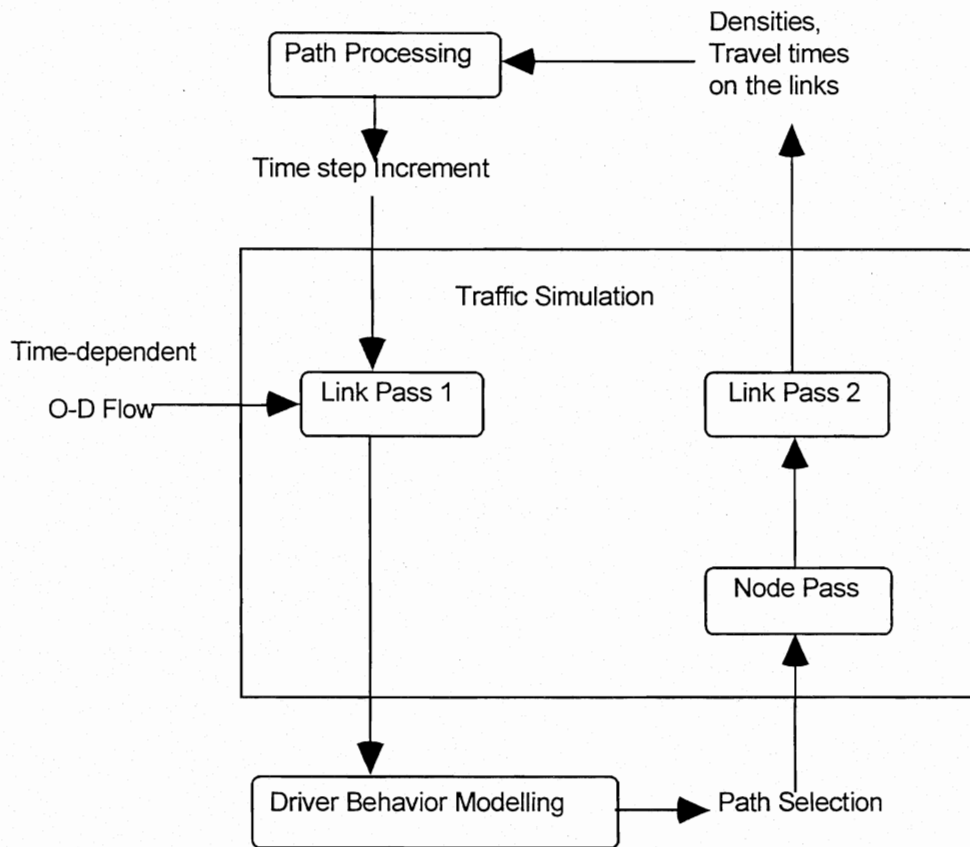 Densities,
Travel times
on the links
Path Processing
Time step Increment
Traffic Simulation
Time-dependent
O-D Flow
Link Pass 1
Link Pass 2
Node Pass
Driver Behavior Modelling
Path Selection